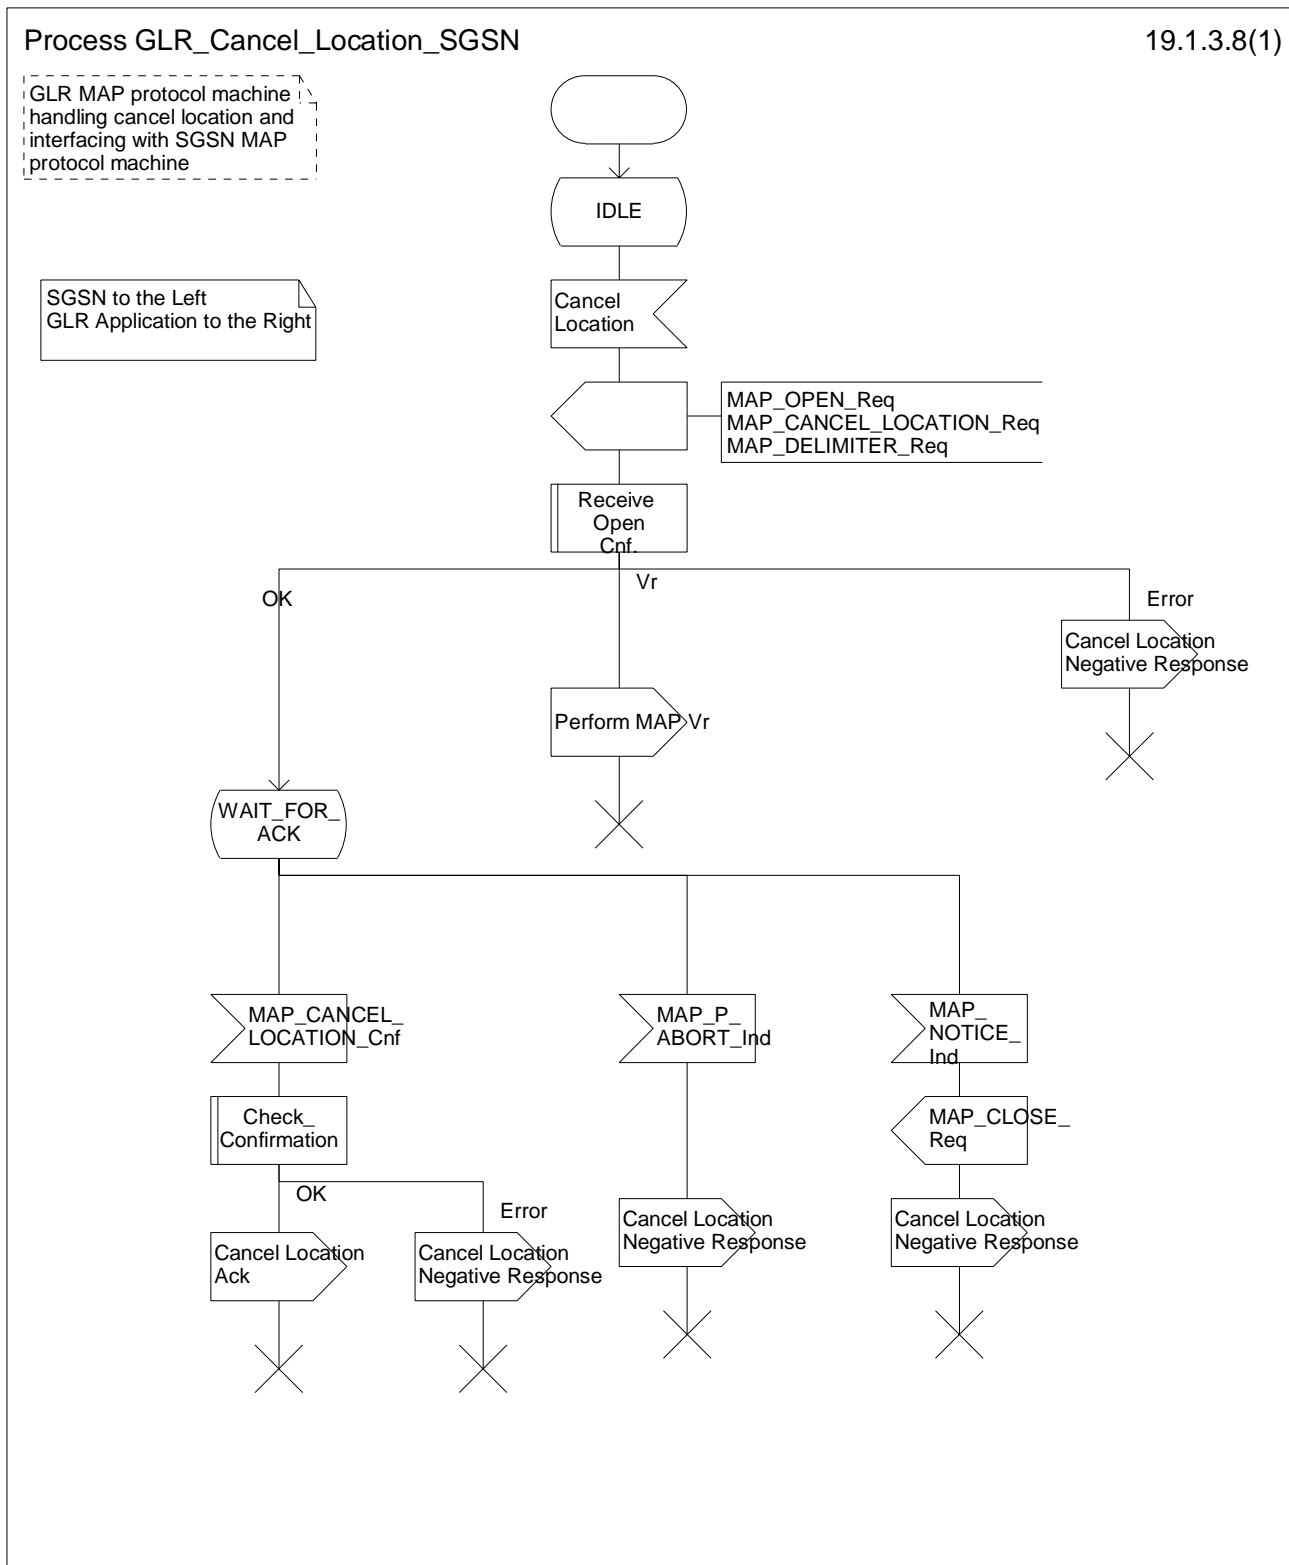 Process GLR_Cancel_Location_SGSN
19.1.3.8(1)
GLR MAP protocol machine
handling cancel location and
interfacing with SGSN MAP
protocol machine
IDLE
SGSN to the Left
GLR Application to the Right
Cancel
Location
MAP_OPEN_Req
MAP_CANCEL_LOCATION_Req
MAP_DELIMITER_Req
Receive
Open
Cnf.
OK
Vr
Error
Cancel Location
Negative Response
Perform MAP Vr
WAIT_FOR_
ACK
MAP_CANCEL_
LOCATION_Cnf
MAP_P_
ABORT_Ind
MAP_
NOTICE_
Ind
Check_
Confirmation
MAP_CLOSE_
Req
OK
Error
Cancel Location
Ack
Cancel Location
Negative Response
Cancel Location
Negative Response
Cancel Location
Negative Response